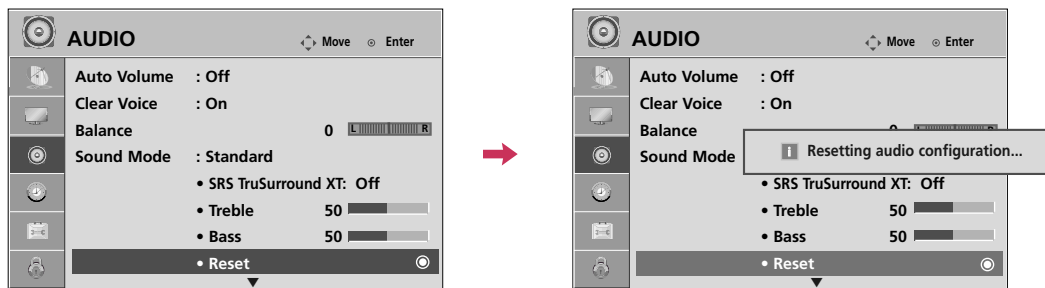 AUDIO Move Enter
Auto Volume : Off
Clear Voice : On
Balance 0 L R
Sound Mode : Standard
• SRS TruSurround XT: Off
• Treble 50
• Bass 50
• Reset
AUDIO Move Enter
Auto Volume : Off
Clear Voice : On
Balance
Sound Mode
Resetting audio configuration...
• SRS TruSurround XT: Off
• Treble 50
• Bass 50
• Reset